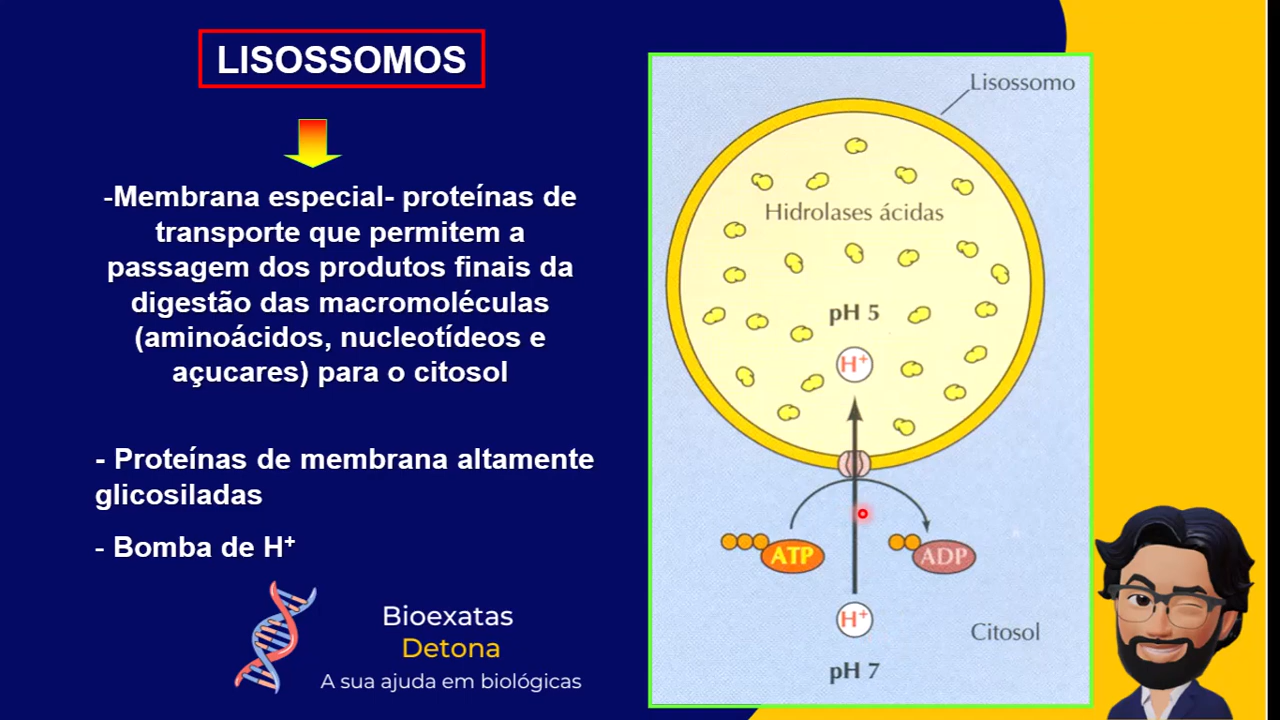 LISOSSOMOS
-Membrana especial- proteínas de
transporte que permitem a
passagem dos produtos finais da
digestão das macromoléculas
(aminoácidos, nucleotídeos e
açucares) para o citosol
- Proteínas de membrana altamente
glicosiladas
- Bomba de H⁺
Bioexatas
Detona
A sua ajuda em biológicas
Lisossomo
Hidrolases ácidas
pH 5
H⁺
ATP
ADP
H⁺
Citosol
pH 7